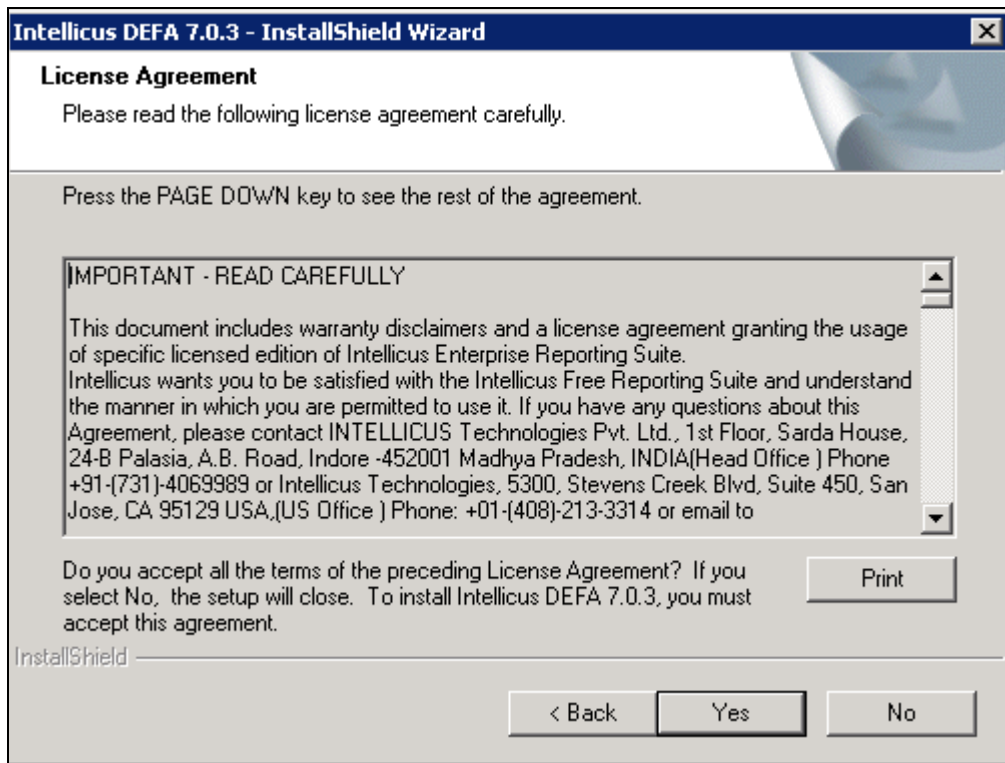 Intellicus DEFA 7.0.3 - InstallShield Wizard
License Agreement
Please read the following license agreement carefully.
Press the PAGE DOWN key to see the rest of the agreement.
IMPORTANT - READ CAREFULLY
This document includes warranty disclaimers and a license agreement granting the usage
of specific licensed edition of Intellicus Enterprise Reporting Suite.
Intellicus wants you to be satisfied with the Intellicus Free Reporting Suite and understand
the manner in which you are permitted to use it. If you have any questions about this
Agreement, please contact INTELLICUS Technologies Pvt. Ltd., 1st Floor, Sarda House,
24-B Palasia, A.B. Road, Indore -452001 Madhya Pradesh, INDIA(Head Office ) Phone
+91-(731)-4069989 or Intellicus Technologies, 5300, Stevens Creek Blvd, Suite 450, San
Jose, CA 95129 USA,(US Office ) Phone: +01-(408)-213-3314 or email to
Do you accept all the terms of the preceding License Agreement?  If you
select No,  the setup will close.  To install Intellicus DEFA 7.0.3, you must
accept this agreement.
Print
InstallShield
< Back
Yes
No